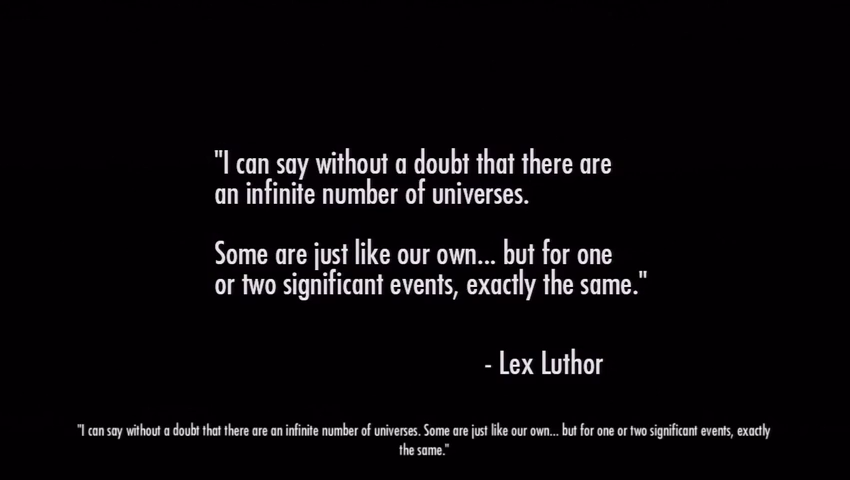 "I can say without a doubt that there are
an infinite number of universes.
Some are just like our own... but for one
or two significant events, exactly the same."
- Lex Luthor
"I can say without a doubt that there are an infinite number of universes. Some are just like our own... but for one or two significant events, exactly
the same."